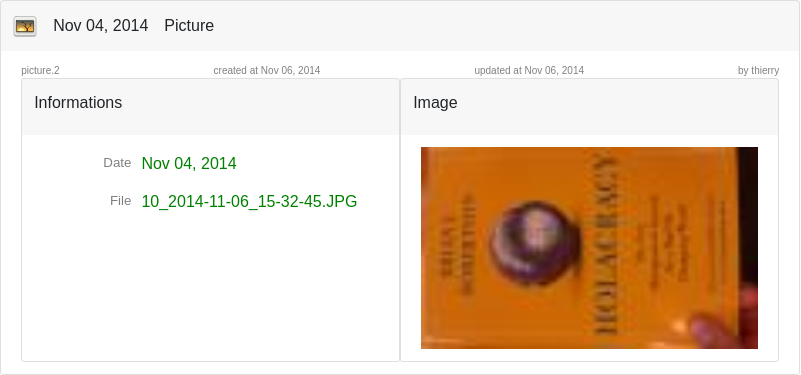 Nov 04, 2014 Picture
picture.2 created at Nov 06, 2014 updated at Nov 06, 2014 by thierry
Informations
Date Nov 04, 2014
File 10_2014-11-06_15-32-45.JPG
Image
HOLACRACY